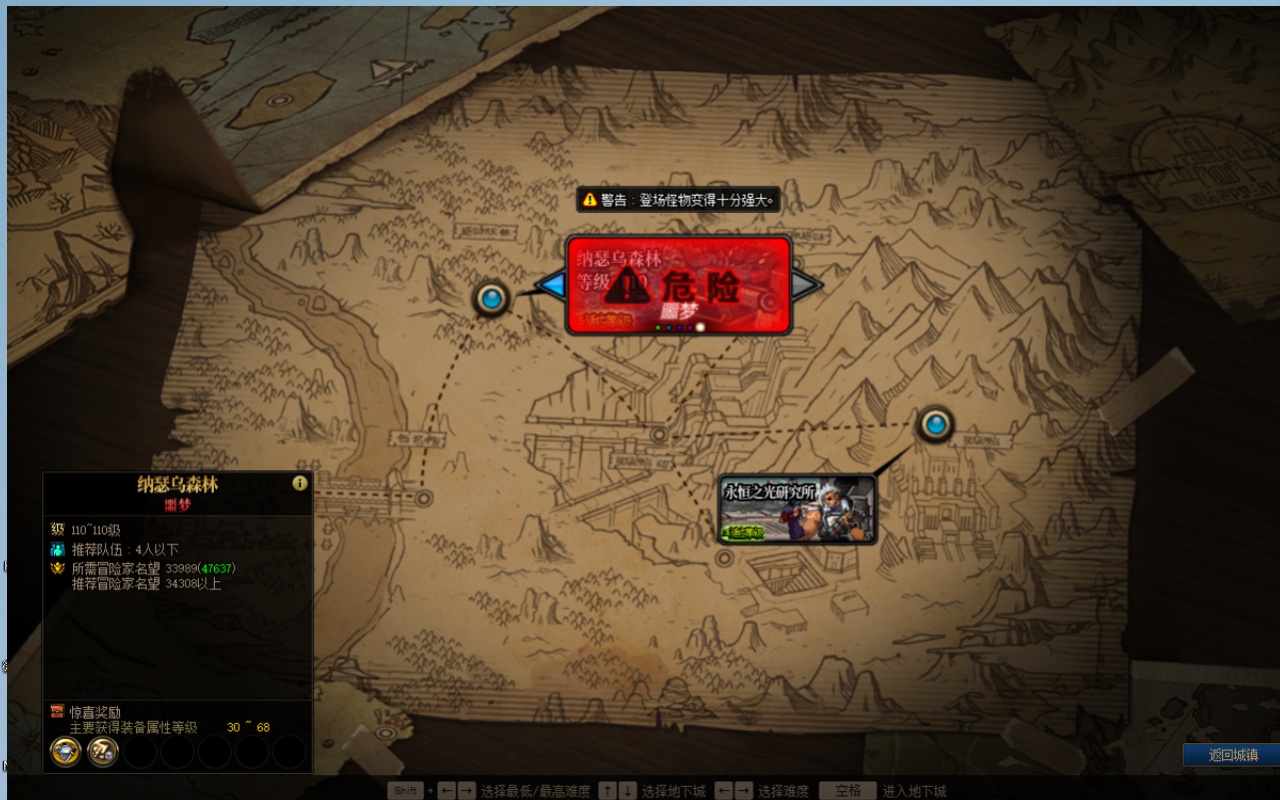 警告：登场怪物变得十分强大。
纳瑟乌森林
等级 110
危险
噩梦
永恒之光研究所
纳瑟乌森林
噩梦
级 110~110级
推荐队伍：4人以下
所需冒险家名望 33989(47637)
推荐冒险家名望 34308以上
惊喜奖励
主要获得装备属性等级 30 ~ 68
返回城镇
Shift + ← → 选择最低/最高难度 ↑ ↓ 选择地下城 ← → 选择难度 空格 进入地下城